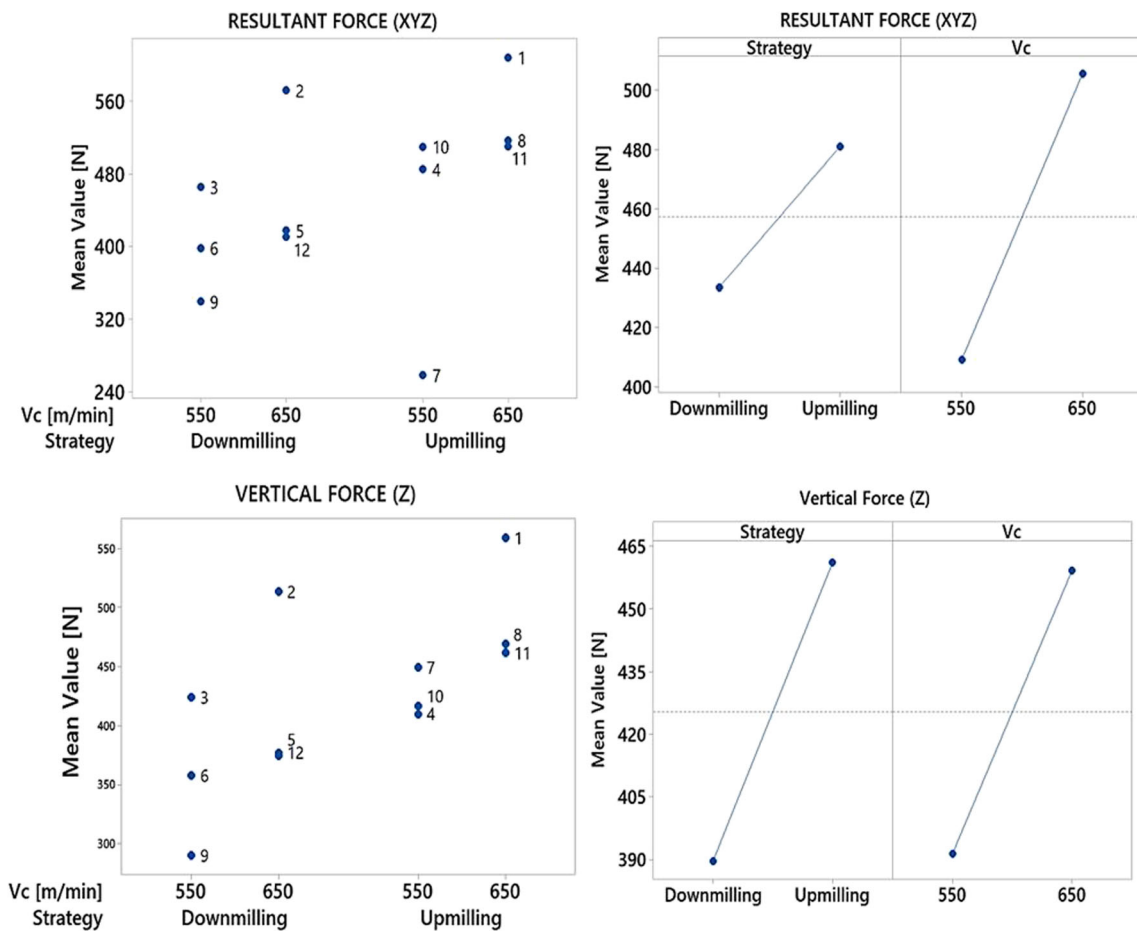 RESULTANT FORCE (XYZ)
Mean Value [N]
560
480
400
320
240
1
2
10
8
11
4
3
5
12
6
9
7
Vc [m/min] 550 650 550 650
Strategy Downmilling Upmilling
RESULTANT FORCE (XYZ)
Strategy Vc
Mean Value [N]
500
480
460
440
420
400
Downmilling Upmilling 550 650
VERTICAL FORCE (Z)
Mean Value [N]
550
500
450
400
350
300
1
2
8
11
7
3
10
4
5
12
6
9
Vc [m/min] 550 650 550 650
Strategy Downmilling Upmilling
Vertical Force (Z)
Strategy Vc
Mean Value [N]
465
450
435
420
405
390
Downmilling Upmilling 550 650